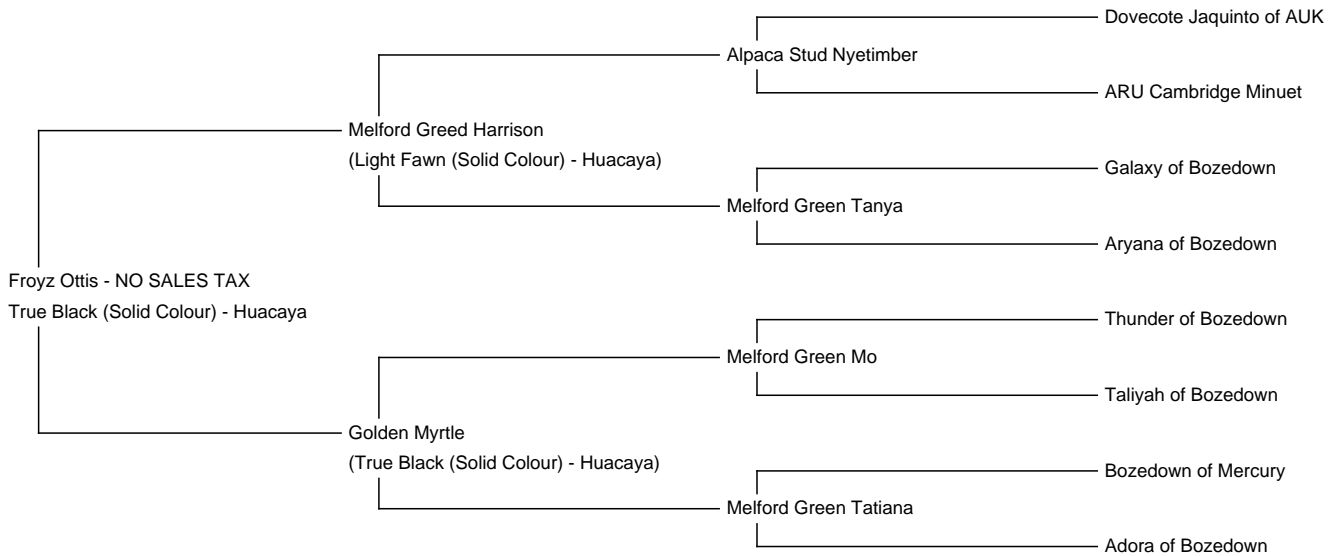 Dovecote Jaquinto of AUK
Alpaca Stud Nyetimber
ARU Cambridge Minuet
Melford Greed Harrison
(Light Fawn (Solid Colour) - Huacaya)
Galaxy of Bozedown
Melford Green Tanya
Aryana of Bozedown
Froyz Ottis - NO SALES TAX
True Black (Solid Colour) - Huacaya
Thunder of Bozedown
Melford Green Mo
Taliyah of Bozedown
Golden Myrtle
(True Black (Solid Colour) - Huacaya)
Bozedown of Mercury
Melford Green Tatiana
Adora of Bozedown